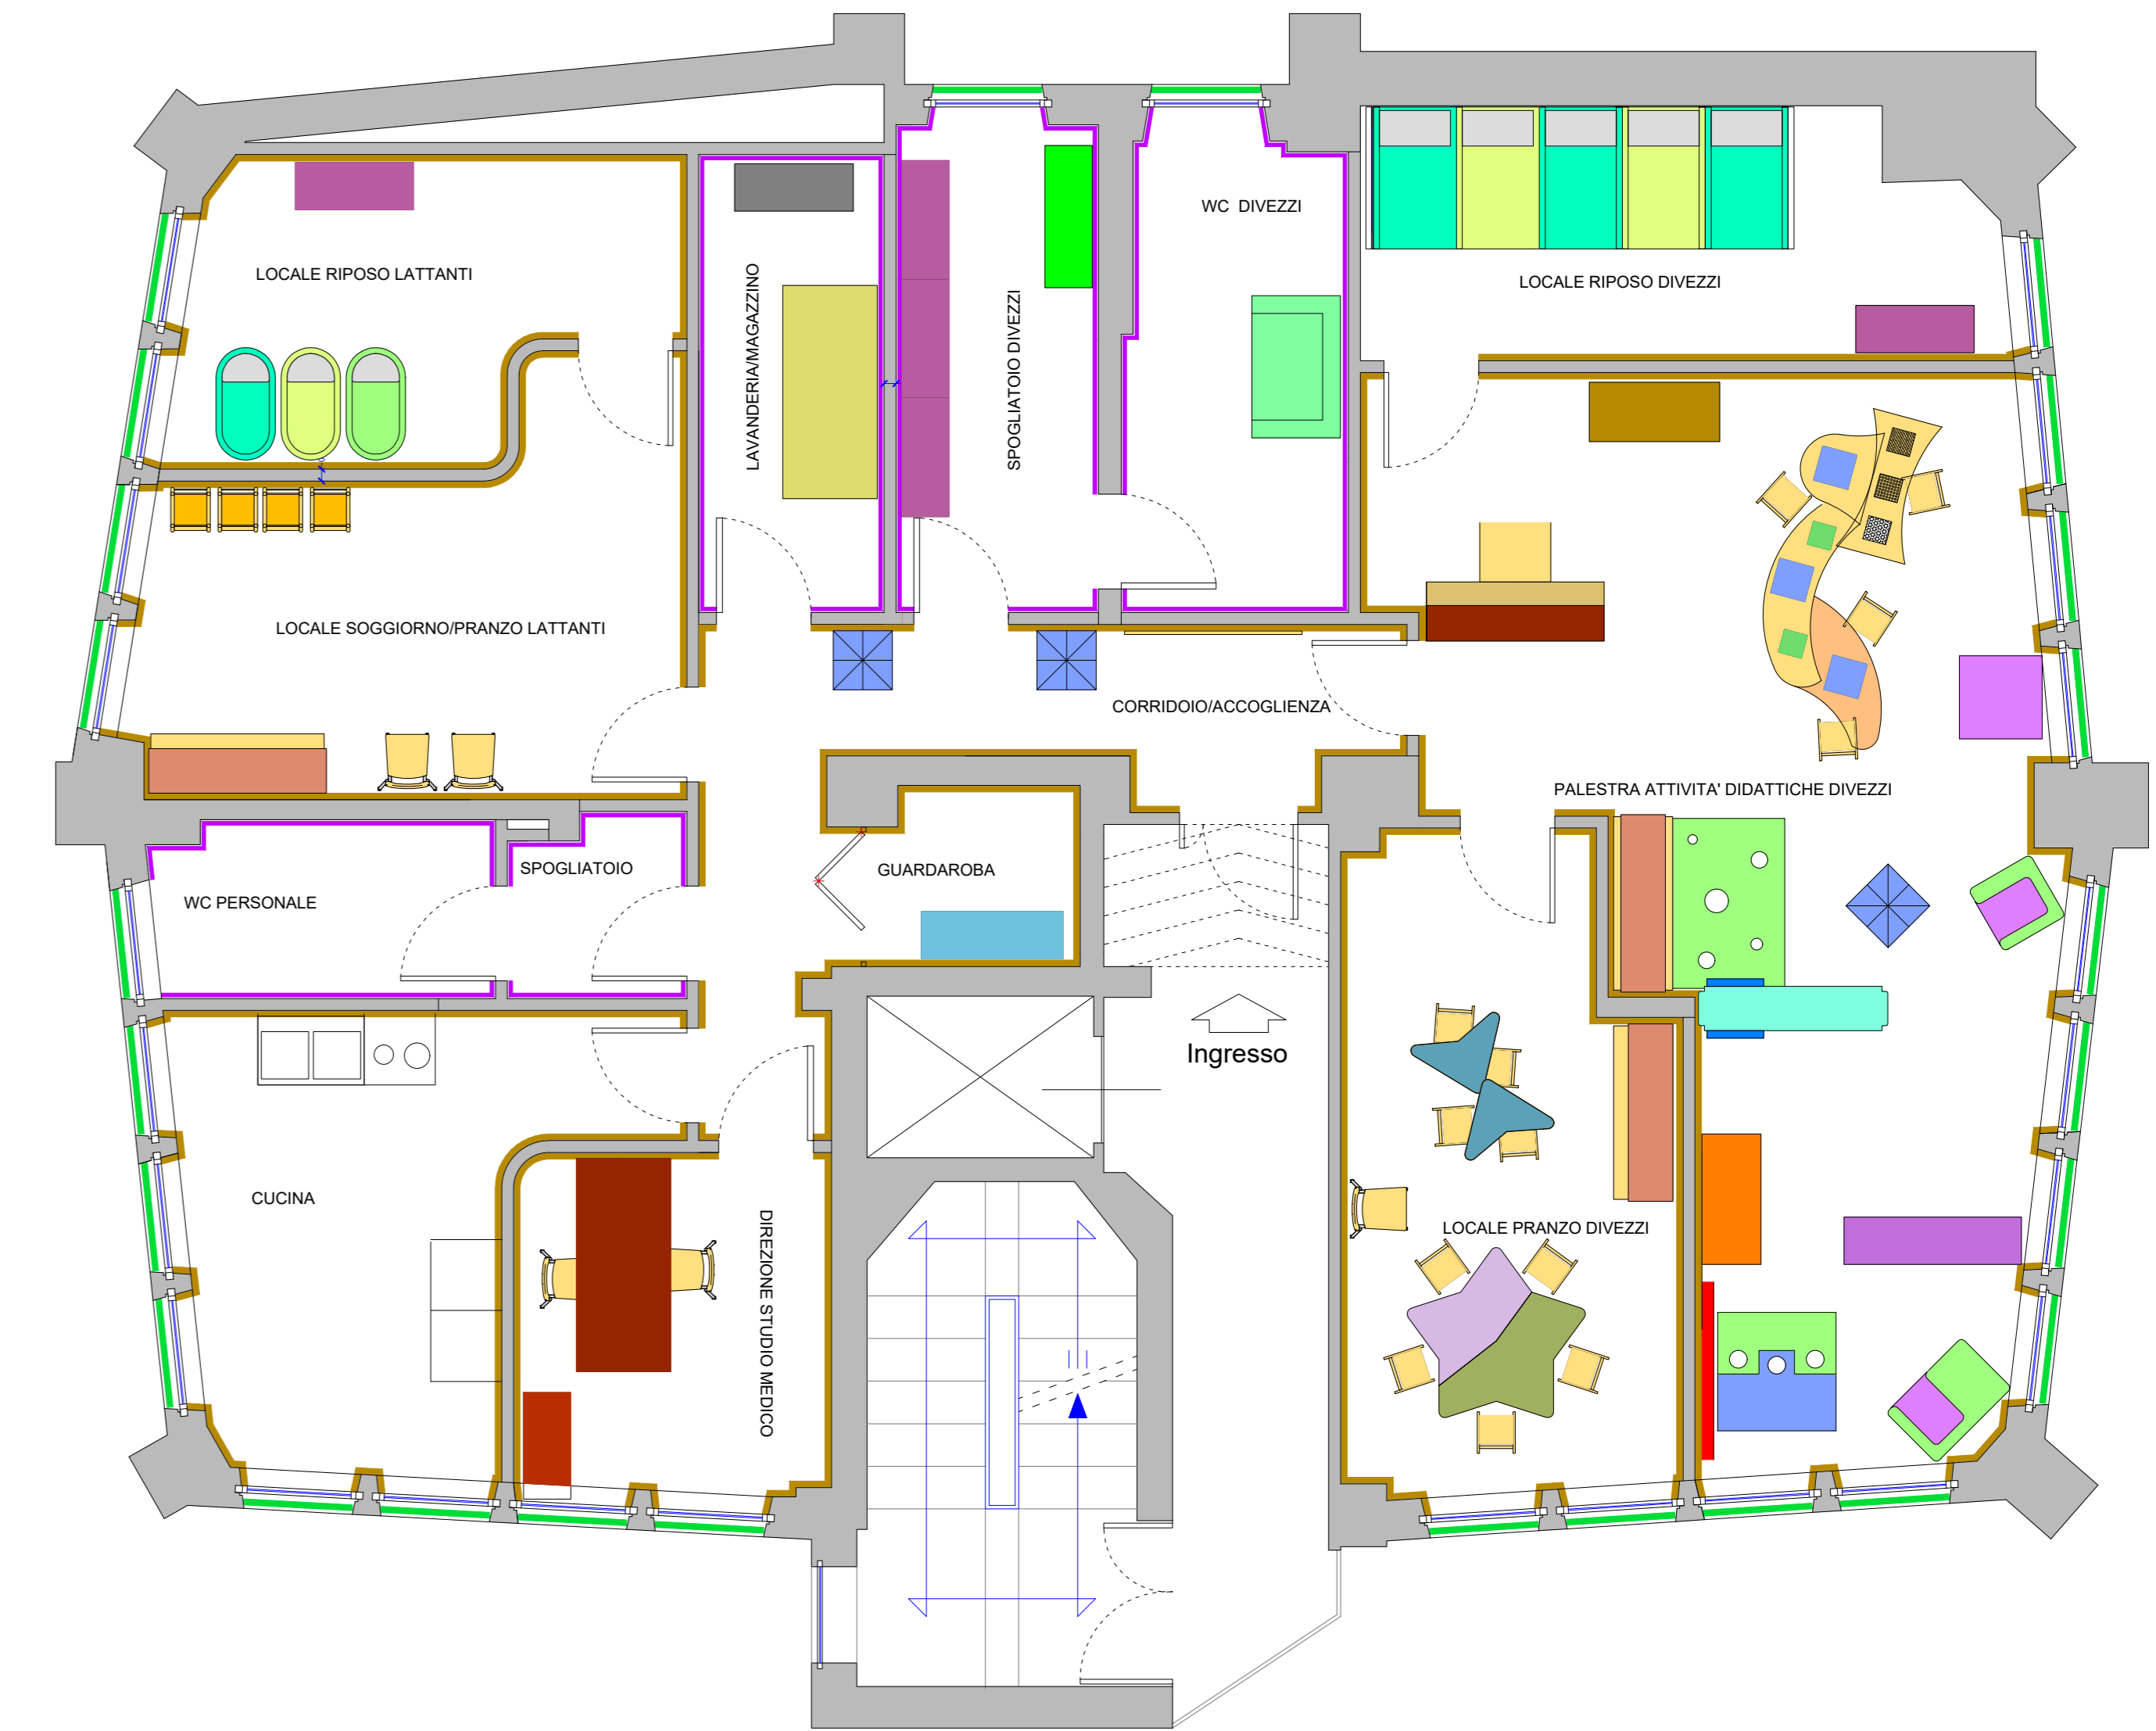 WC  DIVEZZI
LOCALE RIPOSO LATTANTI
LOCALE RIPOSO DIVEZZI
LAVANDERIA/MAGAZZINO
SPOGLIATOIO DIVEZZI
LOCALE SOGGIORNO/PRANZO LATTANTI
CORRIDOIO/ACCOGLIENZA
PALESTRA ATTIVITA' DIDATTICHE DIVEZZI
SPOGLIATOIO
GUARDAROBA
WC PERSONALE
Ingresso
CUCINA
DIREZIONE STUDIO MEDICO
LOCALE PRANZO DIVEZZI